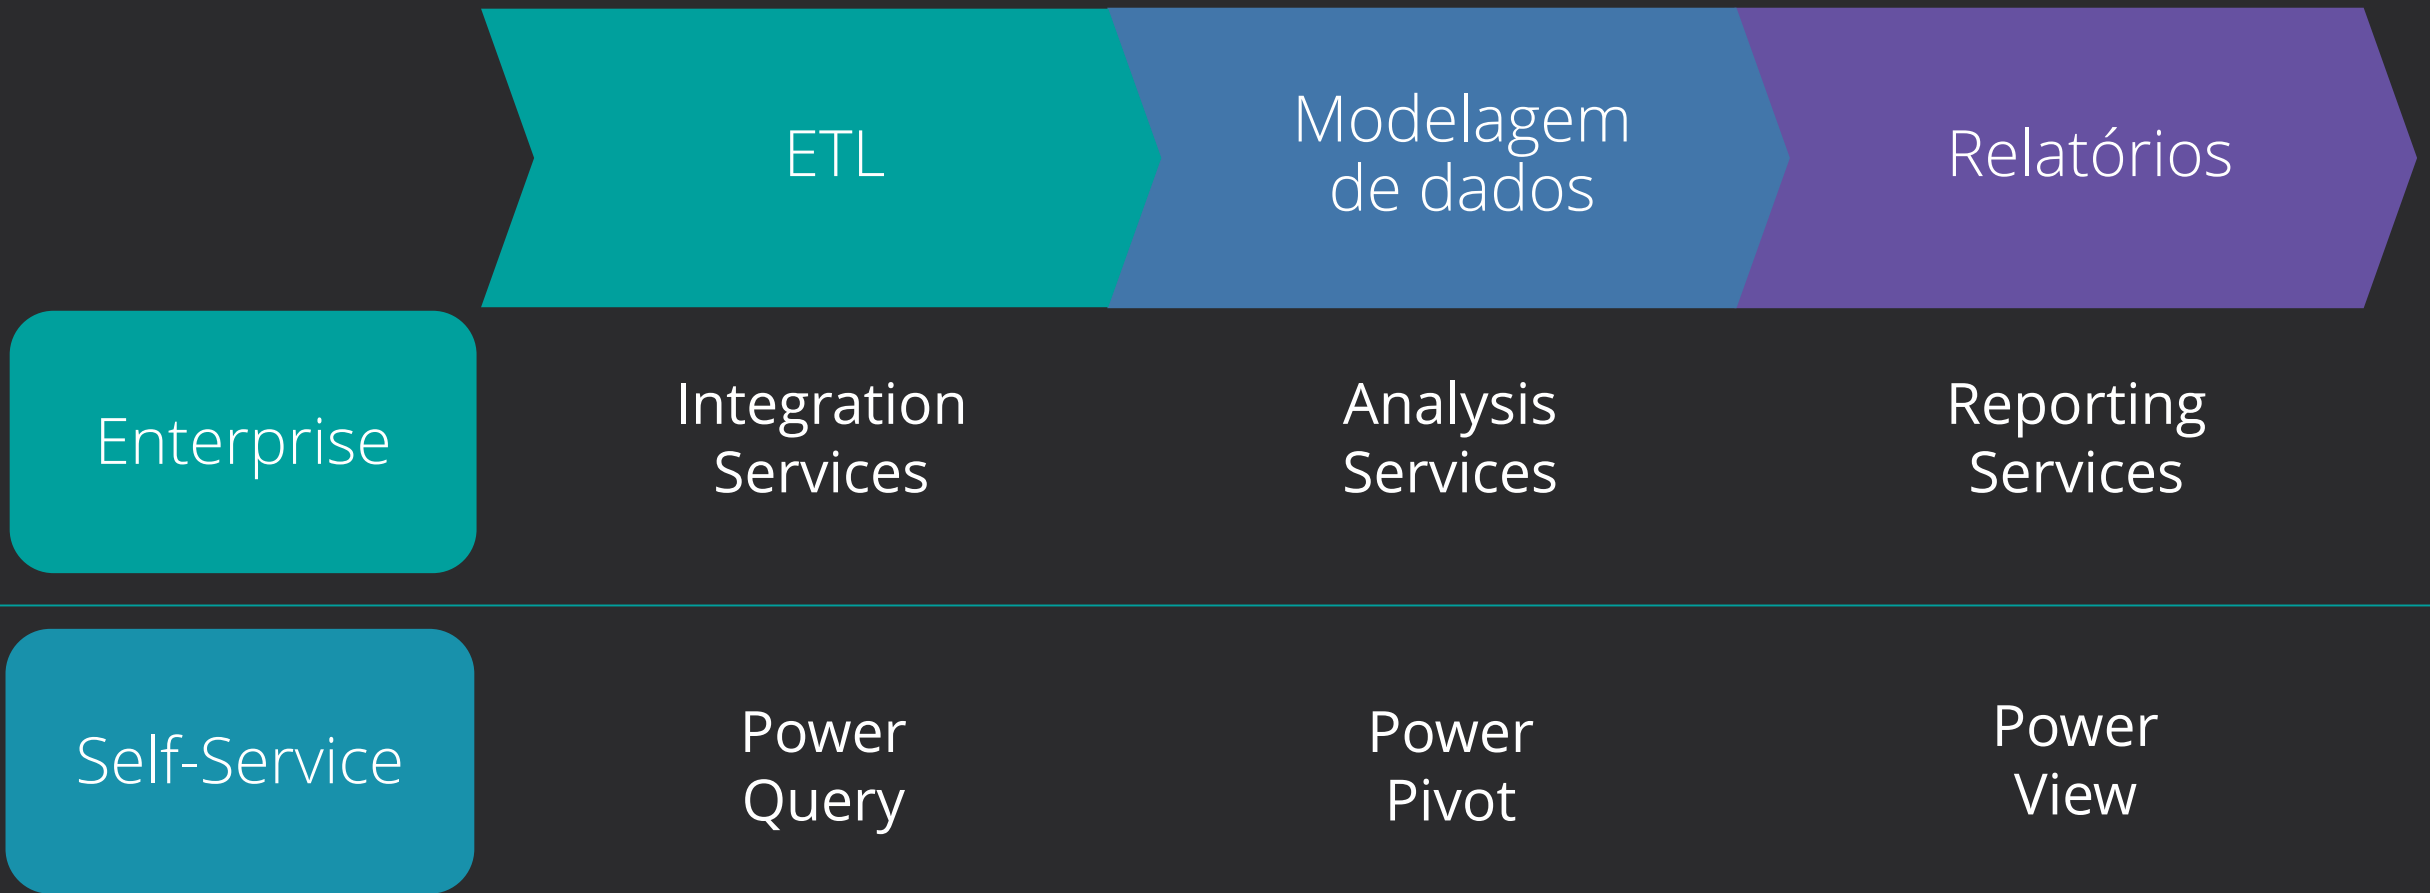 ETL
Modelagem
de dados
Relatórios
Enterprise
Integration
Services
Analysis
Services
Reporting
Services
Self-Service
Power
Query
Power
Pivot
Power
View